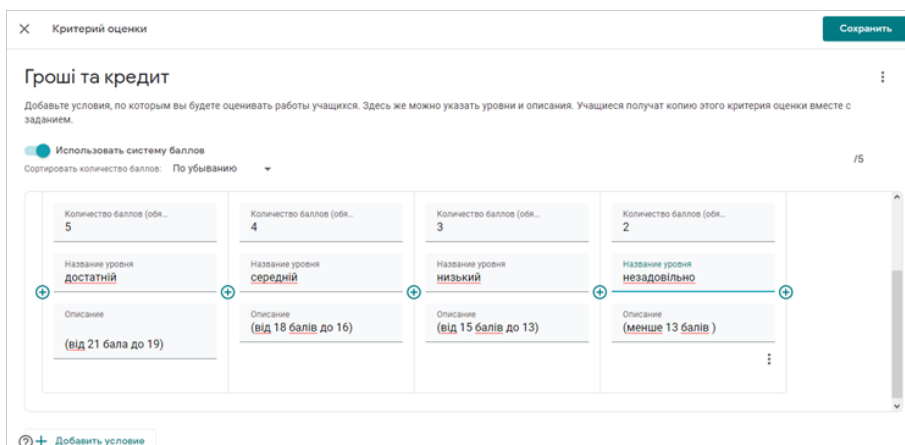 Критерий оценки
Сохранить
Гроші та кредит
Добавьте условия, по которым вы будете оценивать работы учащихся. Здесь же можно указать уровни и описания. Учащиеся получат копию этого критерия оценки вместе с
заданием.
Использовать систему баллов
Сортировать количество баллов: По убыванию
/5
Количество баллов (обя...
5
Название уровня
достатній
Описание
(від 21 бала до 19)
Количество баллов (обя...
4
Название уровня
середній
Описание
(від 18 балів до 16)
Количество баллов (обя...
3
Название уровня
низький
Описание
(від 15 балів до 13)
Количество баллов (обя...
2
Название уровня
незадовільно
Описание
(менше 13 балів )
Добавить условие